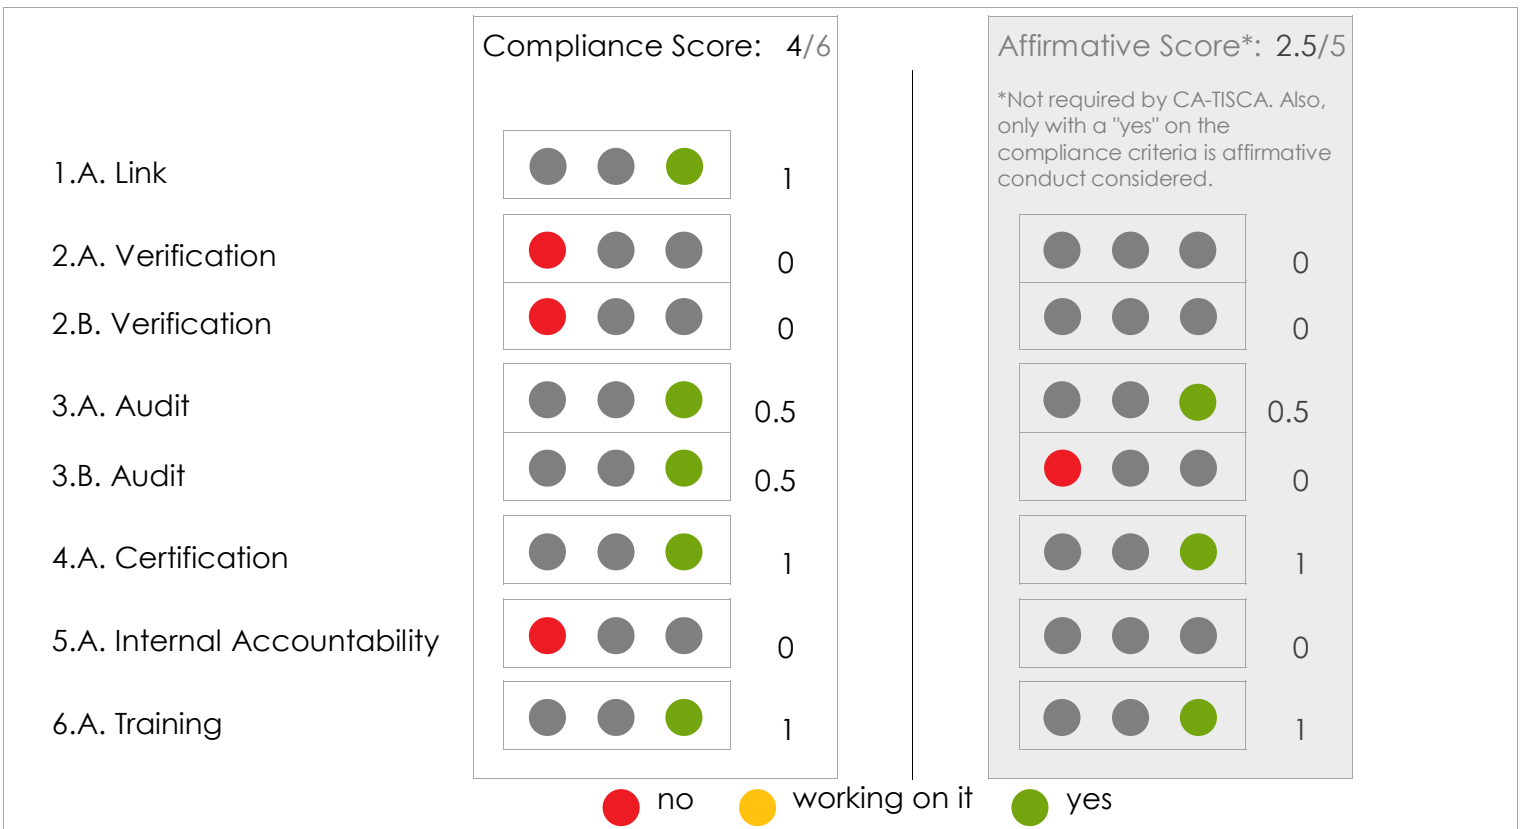 Compliance Score: 4/6
Affirmative Score*: 2.5/5
*Not required by CA-TISCA. Also,
only with a "yes" on the
compliance criteria is affirmative
conduct considered.
1.A. Link 1
2.A. Verification 0 0
2.B. Verification 0 0
3.A. Audit 0.5 0.5
3.B. Audit 0.5 0
4.A. Certification 1 1
5.A. Internal Accountability 0 0
6.A. Training 1 1
no working on it yes